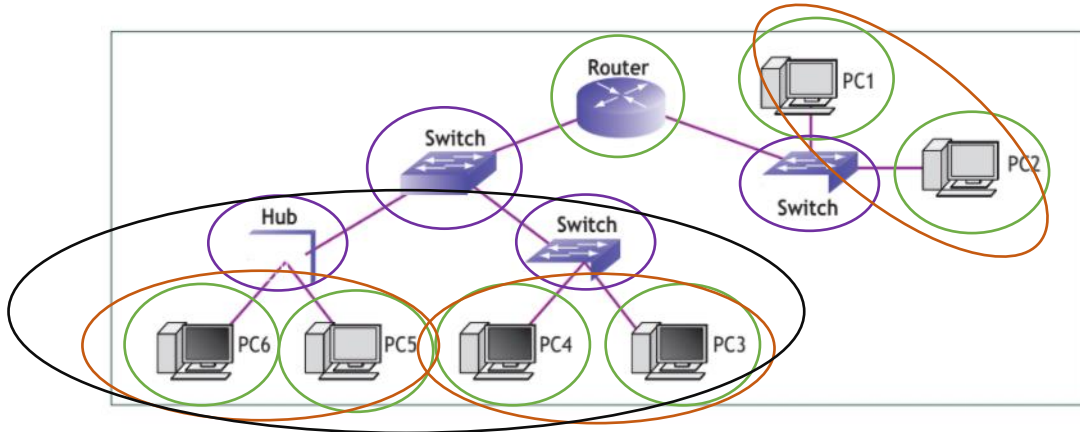 Router
PC1
Switch
PC2
Switch
Hub
Switch
PC6
PC5
PC4
PC3